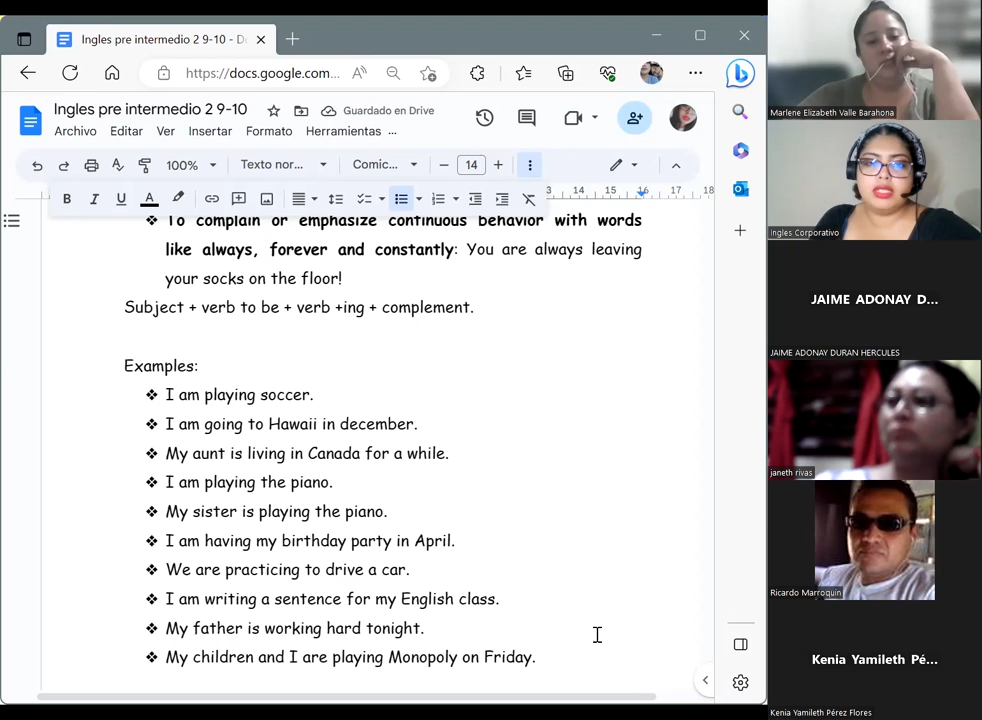 Ingles pre intermedio 2 9-10 - Do
https://docs.google.com...
Ingles pre intermedio 2 9-10
Guardado en Drive
Archivo Editar Ver Insertar Formato Herramientas ...
100% Texto nor... Comic... 14
13 14 15 16 17 18
❖ To complain or emphasize continuous behavior with words
like always, forever and constantly: You are always leaving
your socks on the floor!
Subject + verb to be + verb +ing + complement.
Examples:
❖ I am playing soccer.
❖ I am going to Hawaii in december.
❖ My aunt is living in Canada for a while.
❖ I am playing the piano.
❖ My sister is playing the piano.
❖ I am having my birthday party in April.
❖ We are practicing to drive a car.
❖ I am writing a sentence for my English class.
❖ My father is working hard tonight.
❖ My children and I are playing Monopoly on Friday.
Marlene Elizabeth Valle Barahona
Ingles Corporativo
JAIME ADONAY D...
JAIME ADONAY DURAN HERCULES
janeth rivas
Ricardo Marroquin
Kenia Yamileth Pé...
Kenia Yamileth Pérez Flores